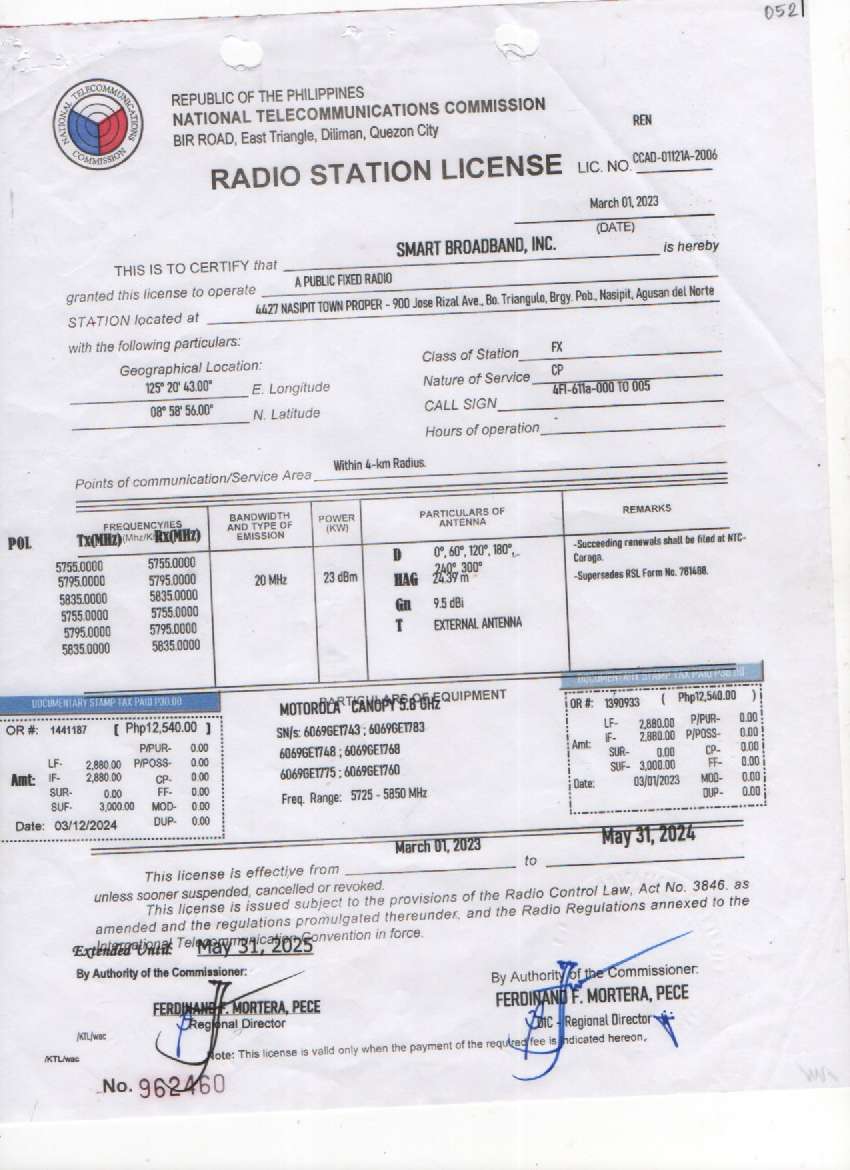 0521
REPUBLIC OF THE PHILIPPINES
NATIONAL TELECOMMUNICATIONS COMMISSION
BIR ROAD, East Triangle, Diliman, Quezon City
NATIONAL TELECOMMUNICATIONS COMMISSION
REN
RADIO STATION LICENSE LIC. NO. CCAD-01121A-2006
March 01, 2023
(DATE)
THIS IS TO CERTIFY that SMART BROADBAND, INC. is hereby
granted this license to operate A PUBLIC FIXED RADIO
STATION located at 4427 NASIPIT TOWN PROPER - 900 Jose Rizal Ave., Bo. Triangulo, Brgy. Pob., Nasipit, Agusan del Norte
with the following particulars:
Geographical Location:
125° 20' 43.00" E. Longitude
08° 58' 56.00" N. Latitude
Class of Station FX
Nature of Service CP
CALL SIGN 4FI-611a-000 TO 005
Hours of operation -
Points of communication/Service Area Within 4-km Radius.
POL FREQUENCY/IES BANDWIDTH AND TYPE OF EMISSION POWER (KW) PARTICULARS OF ANTENNA REMARKS
Tx(MHz) Rx(MHz)
5755.0000 5755.0000
5795.0000 5795.0000
5835.0000 5835.0000
5755.0000 5755.0000
5795.0000 5795.0000
5835.0000 5835.0000
20 MHz
23 dBm
D 0°, 60°, 120°, 180°,
240°, 300°
HAG 24.39 m
Gn 9.5 dBi
T EXTERNAL ANTENNA
-Succeeding renewals shall be filed at NTC-
Caraga.
-Supersedes RSL Form No. 781488.
DOCUMENTARY STAMP TAX PAID P30.00
OR #: 1441187 [ Php12,540.00 ]
P/PUR- 0.00
LF- 2,880.00 P/POSS- 0.00
Amt: IF- 2,880.00 CP- 0.00
SUR- 0.00 FF- 0.00
SUF- 3,000.00 MOD- 0.00
Date: 03/12/2024 DUP- 0.00
PARTICULARS OF EQUIPMENT
MOTOROLA CANOPY 5.8 GHz
SN/s: 6069GE1743 ; 6069GE1783
6069GE1748 ; 6069GE1768
6069GE1775 ; 6069GE1760
Freq. Range: 5725 - 5850 MHz
DOCUMENTARY STAMP TAX PAID P30.00
OR #: 1390933 ( Php12,540.00 )
LF- 2,880.00 P/PUR- 0.00
Amt: IF- 2,880.00 P/POSS- 0.00
SUR- 0.00 CP- 0.00
SUF- 3,000.00 FF- 0.00
Date: 03/01/2023 MOD- 0.00
DUP- 0.00
This license is effective from March 01, 2023 to May 31, 2024
unless sooner suspended, cancelled or revoked.
This license is issued subject to the provisions of the Radio Control Law, Act No. 3846. as
amended and the regulations promulgated thereunder, and the Radio Regulations annexed to the
International Telecommunication Convention in force.
Extended Until: May 31, 2025
By Authority of the Commissioner:
FERDINAND F. MORTERA, PECE
Regional Director
/KTL/wac
By Authority of the Commissioner:
FERDINAND F. MORTERA, PECE
OIC - Regional Director
/KTL/wac
Note: This license is valid only when the payment of the required fee is indicated hereon.
No. 962460